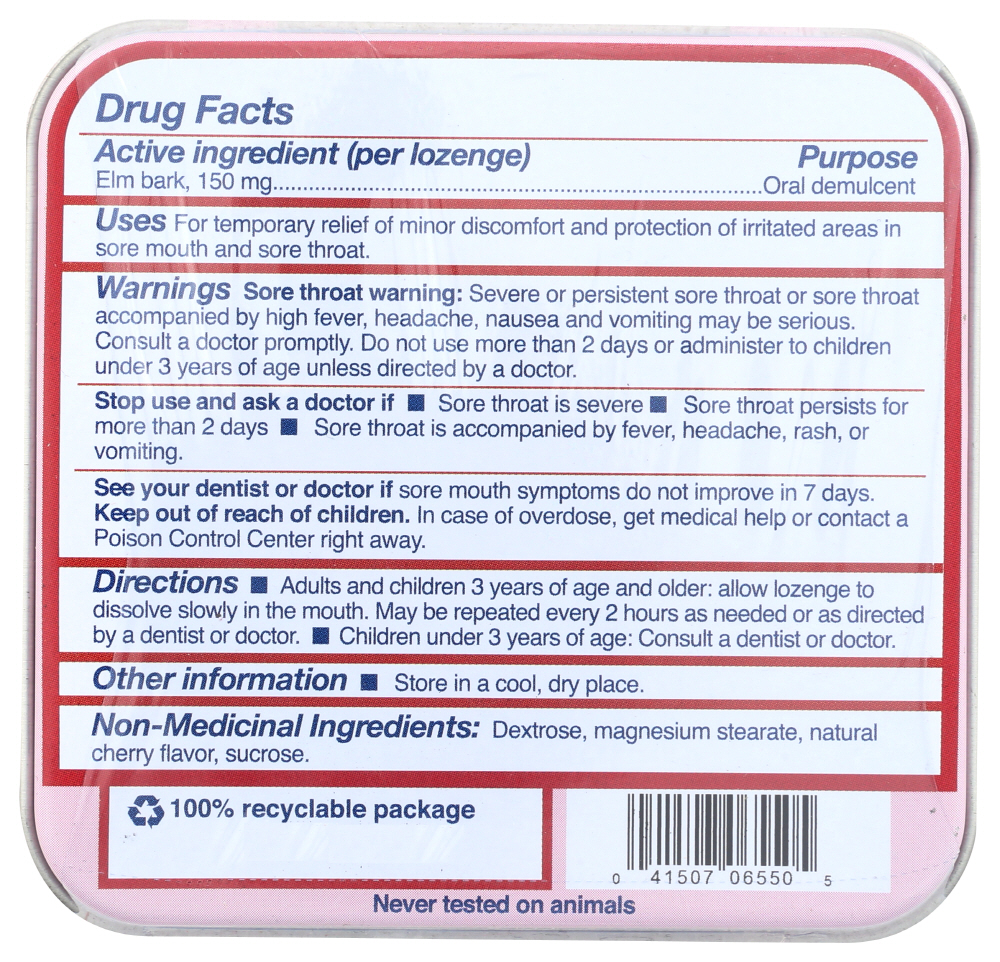 Drug Facts
Active ingredient (per lozenge) Purpose
Elm bark, 150 mg....................................................................................Oral demulcent
Uses For temporary relief of minor discomfort and protection of irritated areas in
sore mouth and sore throat.
Warnings Sore throat warning: Severe or persistent sore throat or sore throat
accompanied by high fever, headache, nausea and vomiting may be serious.
Consult a doctor promptly. Do not use more than 2 days or administer to children
under 3 years of age unless directed by a doctor.
Stop use and ask a doctor if ■ Sore throat is severe ■ Sore throat persists for
more than 2 days ■ Sore throat is accompanied by fever, headache, rash, or
vomiting.
See your dentist or doctor if sore mouth symptoms do not improve in 7 days.
Keep out of reach of children. In case of overdose, get medical help or contact a
Poison Control Center right away.
Directions ■ Adults and children 3 years of age and older: allow lozenge to
dissolve slowly in the mouth. May be repeated every 2 hours as needed or as directed
by a dentist or doctor. ■ Children under 3 years of age: Consult a dentist or doctor.
Other information ■ Store in a cool, dry place.
Non-Medicinal Ingredients: Dextrose, magnesium stearate, natural
cherry flavor, sucrose.
100% recyclable package
0 41507 06550 5
Never tested on animals